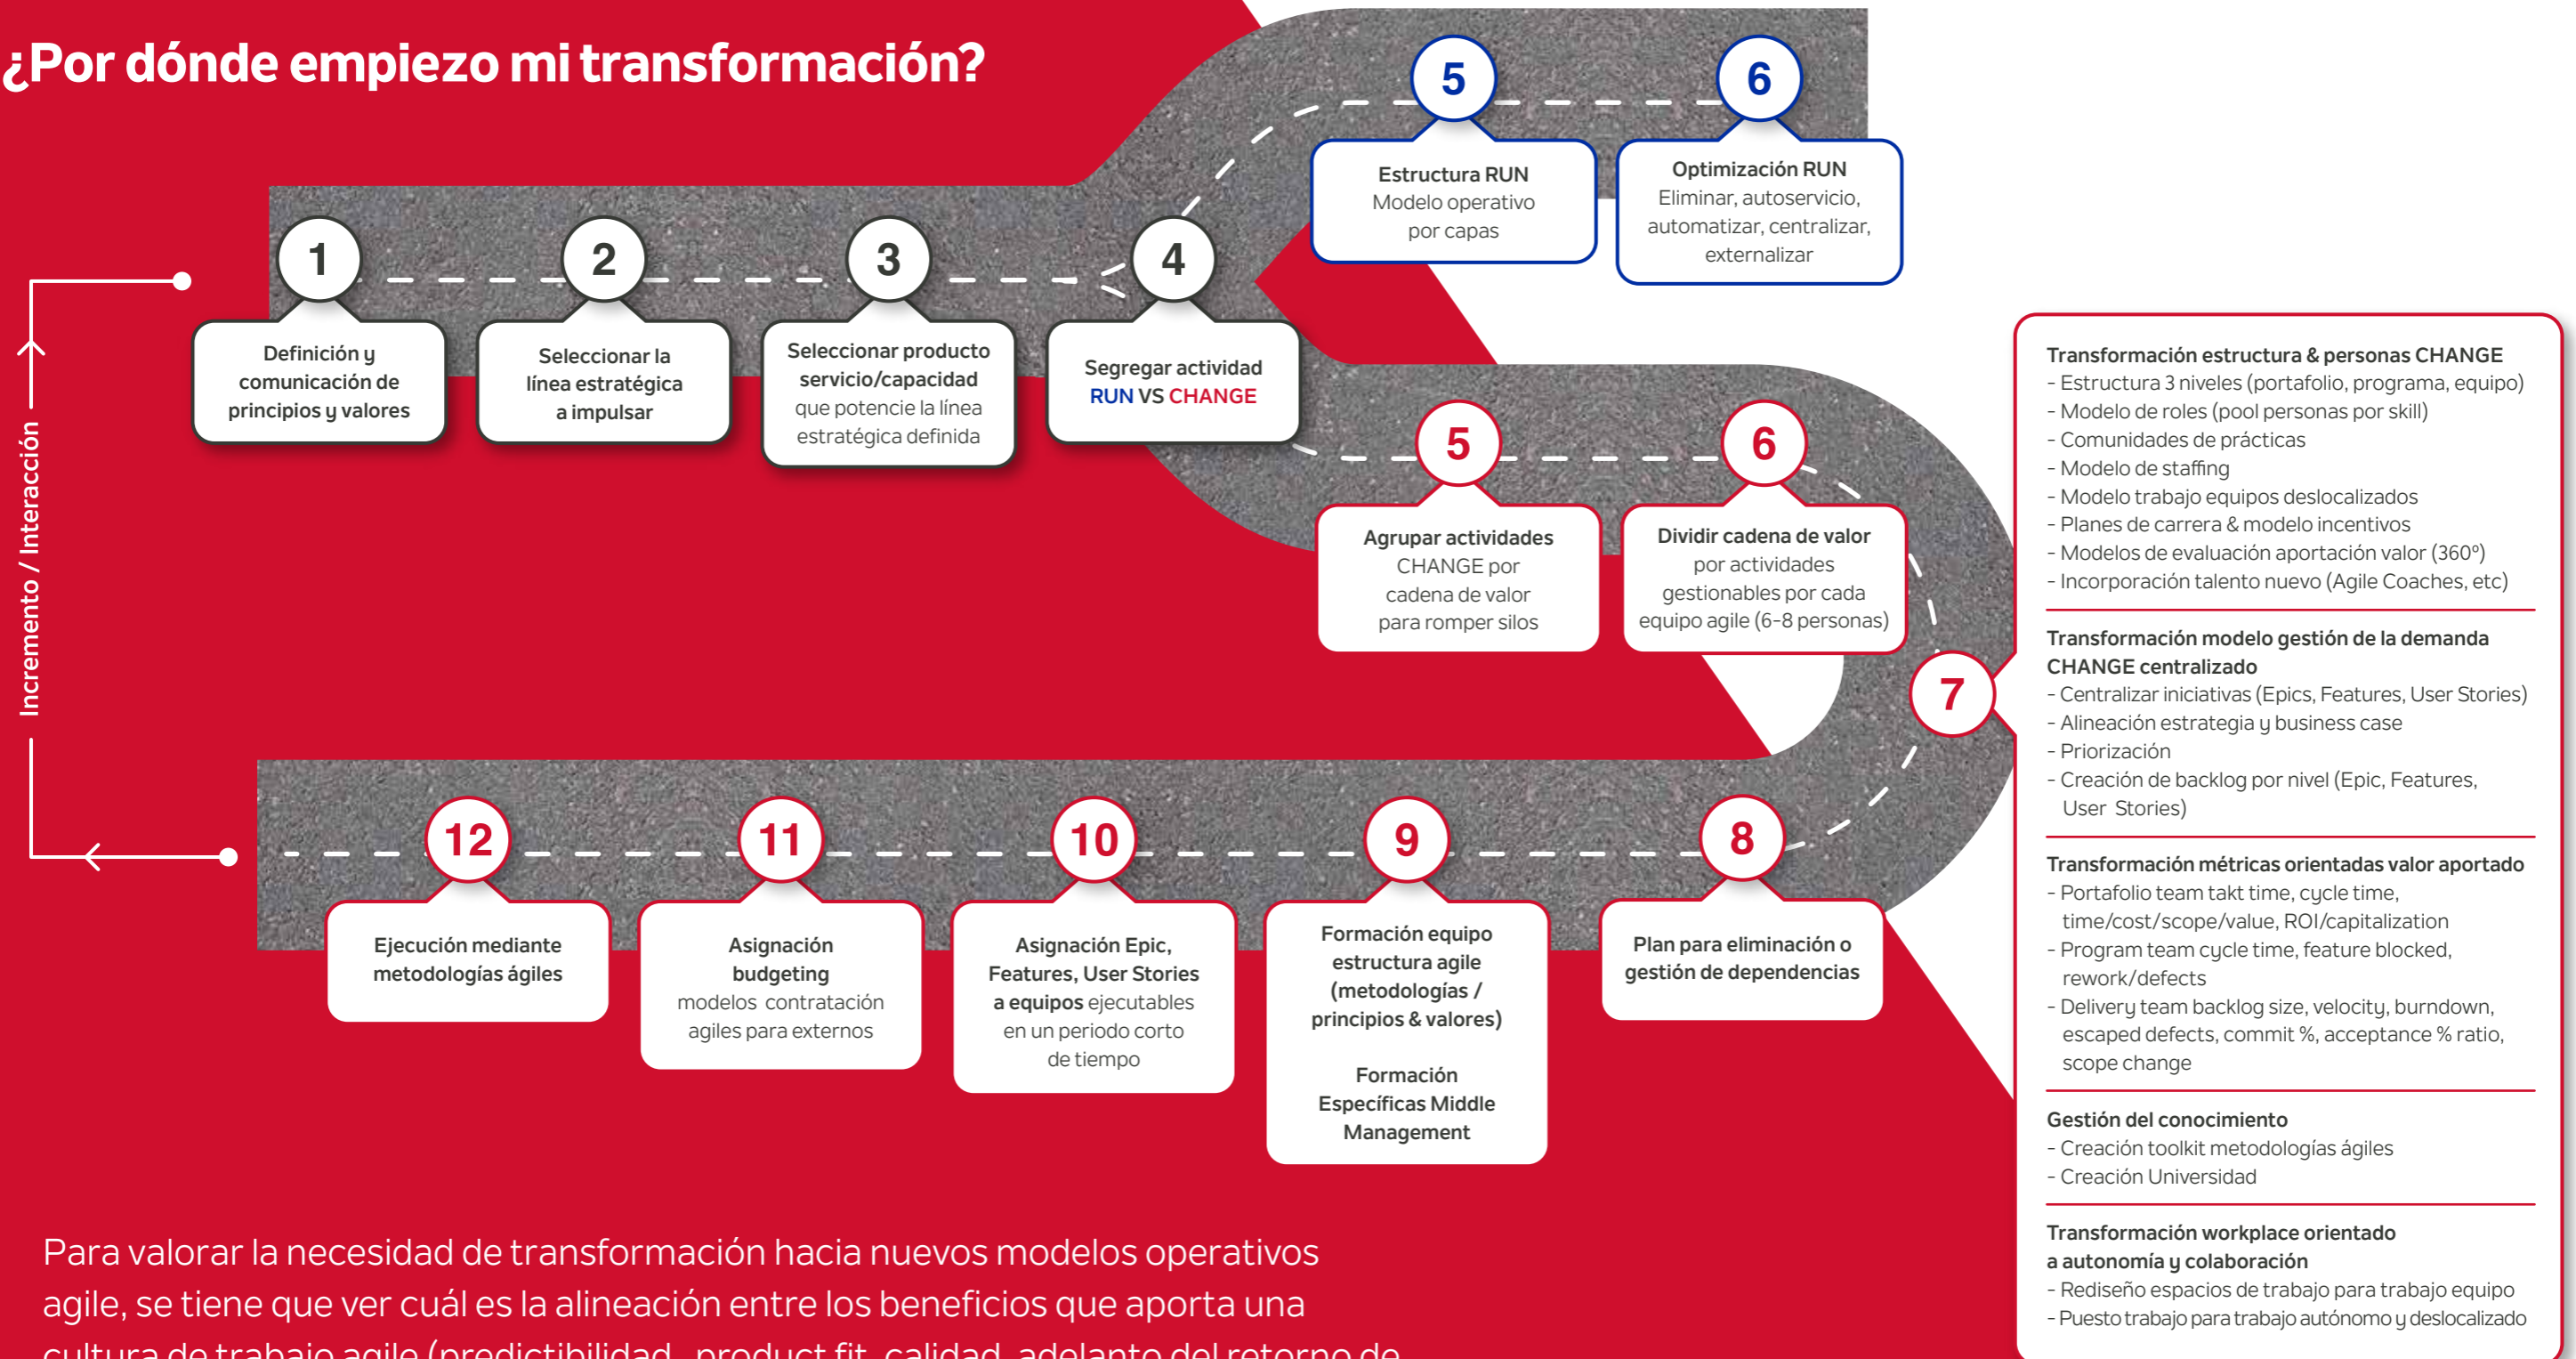 ¿Por dónde empiezo mi transformación?
1
Definición y
comunicación de
principios y valores
2
Seleccionar la
línea estratégica
a impulsar
3
Seleccionar producto
servicio/capacidad
que potencie la línea
estratégica definida
4
Segregar actividad
RUN VS CHANGE
5
Estructura RUN
Modelo operativo
por capas
6
Optimización RUN
Eliminar, autoservicio,
automatizar, centralizar,
externalizar
5
Agrupar actividades
CHANGE por
cadena de valor
para romper silos
6
Dividir cadena de valor
por actividades
gestionables por cada
equipo agile (6-8 personas)
7
Transformación estructura & personas CHANGE
- Estructura 3 niveles (portafolio, programa, equipo)
- Modelo de roles (pool personas por skill)
- Comunidades de prácticas
- Modelo de staffing
- Modelo trabajo equipos deslocalizados
- Planes de carrera & modelo incentivos
- Modelos de evaluación aportación valor (360º)
- Incorporación talento nuevo (Agile Coaches, etc)
Transformación modelo gestión de la demanda
CHANGE centralizado
- Centralizar iniciativas (Epics, Features, User Stories)
- Alineación estrategia y business case
- Priorización
- Creación de backlog por nivel (Epic, Features,
User Stories)
Transformación métricas orientadas valor aportado
- Portafolio team takt time, cycle time,
time/cost/scope/value, ROI/capitalization
- Program team cycle time, feature blocked,
rework/defects
- Delivery team backlog size, velocity, burndown,
escaped defects, commit %, acceptance % ratio,
scope change
Gestión del conocimiento
- Creación toolkit metodologías ágiles
- Creación Universidad
Transformación workplace orientado
a autonomía y colaboración
- Rediseño espacios de trabajo para trabajo equipo
- Puesto trabajo para trabajo autónomo y deslocalizado
8
Plan para eliminación o
gestión de dependencias
9
Formación equipo
estructura agile
(metodologías /
principios & valores)
Formación
Específicas Middle
Management
10
Asignación Epic,
Features, User Stories
a equipos ejecutables
en un periodo corto
de tiempo
11
Asignación
budgeting
modelos contratación
agiles para externos
12
Ejecución mediante
metodologías ágiles
Incremento / Interacción
Para valorar la necesidad de transformación hacia nuevos modelos operativos
agile, se tiene que ver cuál es la alineación entre los beneficios que aporta una
cultura de trabajo agile (predictibilidad, product fit, calidad, adelanto del retorno de